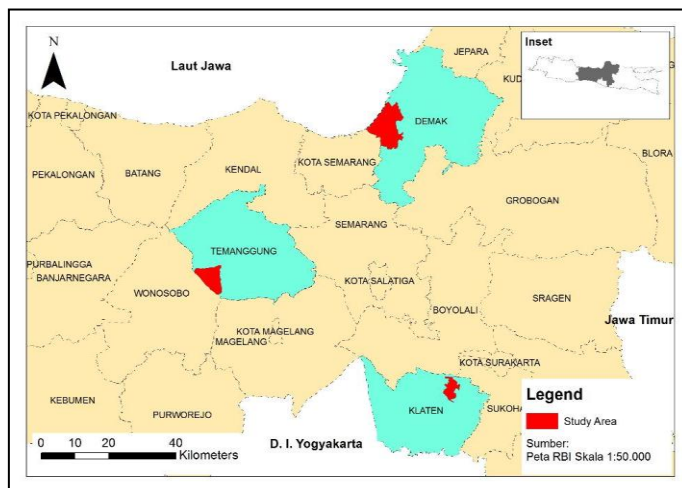 N
Laut Jawa
Inset
JEPARA
KUD
KOTA PEKALONGAN
DEMAK
KOTA SEMARANG
BLORA
PEKALONGAN
BATANG
KENDAL
GROBOGAN
SEMARANG
TEMANGGUNG
PURBALINGGA
BANJARNEGARA
KOTA SALATIGA
WONOSOBO
BOYOLALI
SRAGEN
Jawa Timur
KOTA MAGELANG
MAGELANG
KOTA SURAKARTA
KEBUMEN
PURWOREJO
KLATEN
SUKOHA
Legend
Study Area
Sumber:
Peta RBI Skala 1:50.000
D. I. Yogyakarta
0 10 20 40
Kilometers